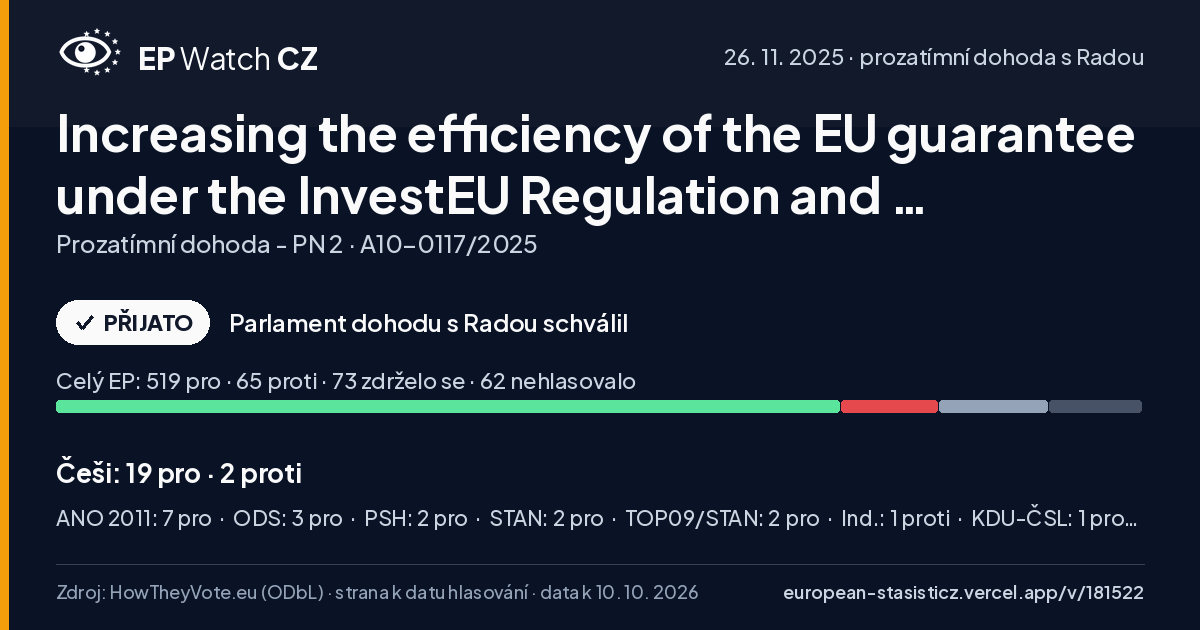 EP Watch CZ
26. 11. 2025 · prozatímní dohoda s Radou
Increasing the efficiency of the EU guarantee
under the InvestEU Regulation and …
Prozatímní dohoda - PN 2 · A10-0117/2025
✓ PŘIJATO
Parlament dohodu s Radou schválil
Celý EP: 519 pro · 65 proti · 73 zdrželo se · 62 nehlasovalo
Češi: 19 pro · 2 proti
ANO 2011: 7 pro · ODS: 3 pro · PSH: 2 pro · STAN: 2 pro · TOP09/STAN: 2 pro · Ind.: 1 proti · KDU-ČSL: 1 pro…
Zdroj: HowTheyVote.eu (ODbL) · strana k datu hlasování · data k 10. 10. 2026
european-stasisticz.vercel.app/v/181522